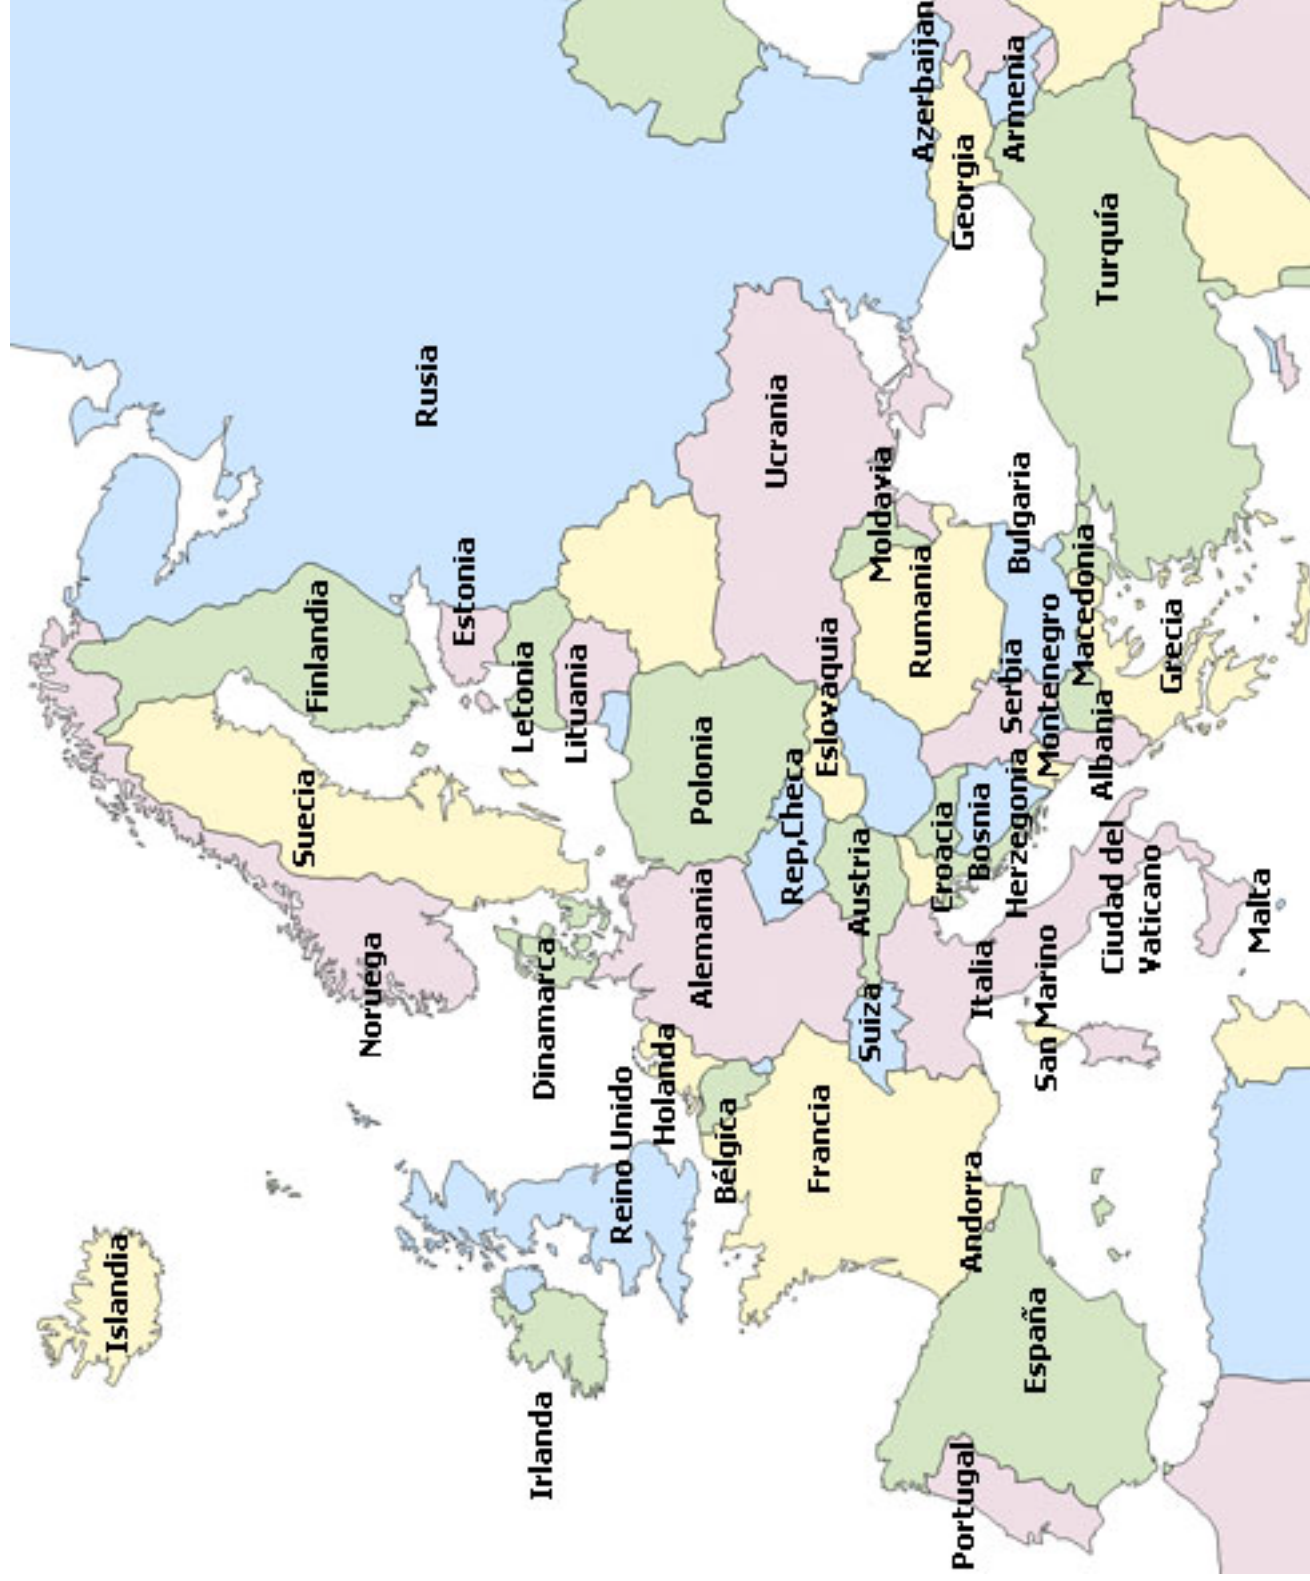 Islandia
Noruega
Suecia
Finlandia
Rusia
Estonia
Letonia
Lituania
Dinamarca
Irlanda
Reino Unido
Holanda
Bélgica
Alemania
Polonia
Rep,Checa
Eslovaquia
Ucrania
Moldavia
Francia
Suiza
Austria
Rumania
Portugal
España
Andorra
Italia
San Marino
Ciudad del
Vaticano
Malta
Croacia
Bosnia
Herzegonia
Serbia
Montenegro
Albania
Macedonia
Bulgaria
Grecia
Turquía
Georgia
Armenia
Azerbaijan